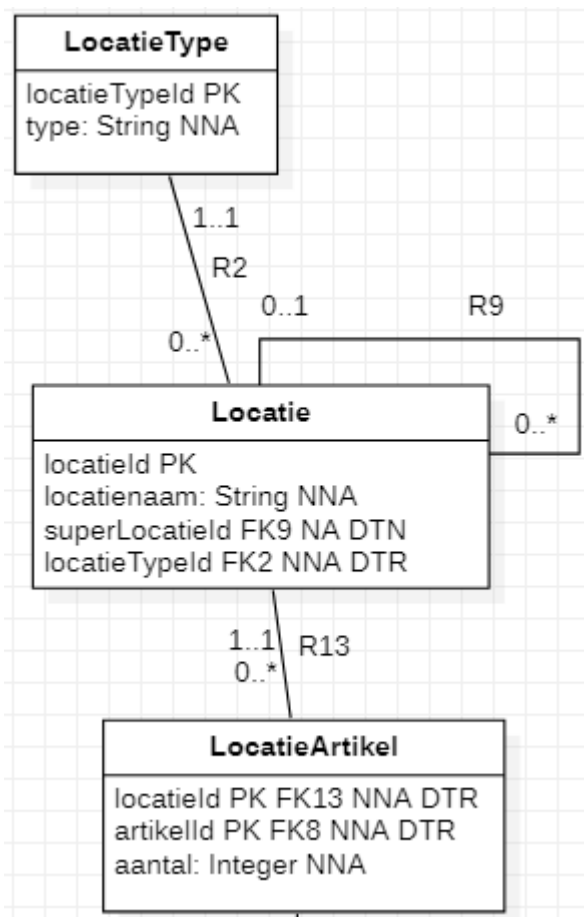 LocatieType
locatieTypeId PK
type: String NNA
1..1
R2
0..1
R9
0..*
Locatie
0..*
locatieId PK
locatienaam: String NNA
superLocatieId FK9 NA DTN
locatieTypeId FK2 NNA DTR
1..1
R13
0..*
LocatieArtikel
locatieId PK FK13 NNA DTR
artikelId PK FK8 NNA DTR
aantal: Integer NNA